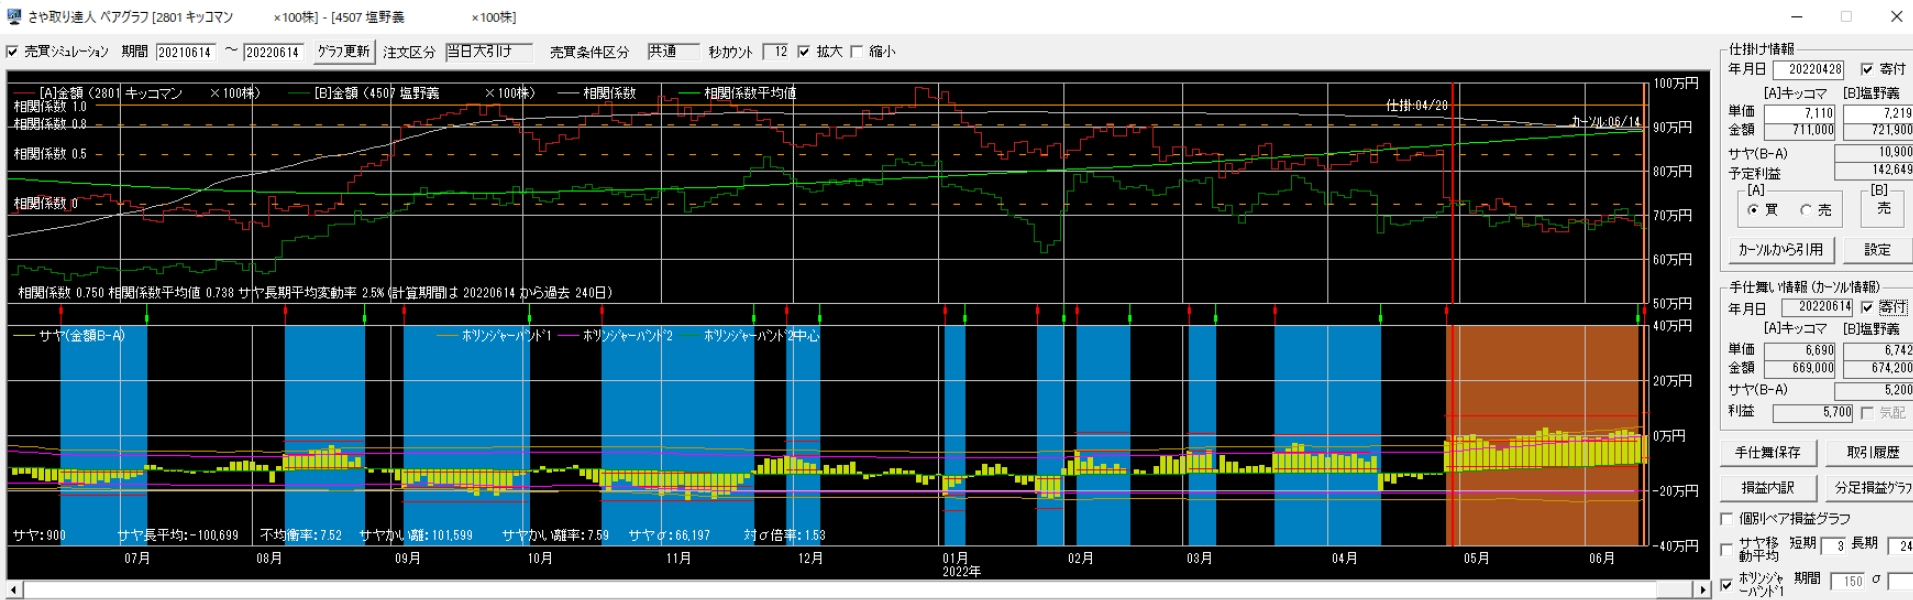 さや取り達人 ペアグラフ [2801 キッコマン ×100株] - [4507 塩野義 ×100株]
売買シミュレーション 期間 20210614 ～ 20220614 グラフ更新 注文区分 当日大引け 売買条件区分 共通 秒カウント 12 拡大 縮小
[A]金額 (2801 キッコマン ×100株) [B]金額 (4507 塩野義 ×100株) 相関係数 相関係数平均値
相関係数 1.0
相関係数 0.8
相関係数 0.5
相関係数 0
仕掛:04/28
カーソル:06/14
100万円
90万円
80万円
70万円
60万円
50万円
相関係数 0.750 相関係数平均値 0.738 サヤ長期平均変動率 2.5% (計算期間は 20220614 から過去 240日)
サヤ(金額B-A) ボリンジャーバンド1 ボリンジャーバンド2 ボリンジャーバンド2中心
40万円
20万円
0万円
-20万円
-40万円
サヤ:900 サヤ長平均:-100,699 不均衡率:7.52 サヤかい離:101,599 サヤかい離率:7.59 サヤσ:66,197 対σ倍率:1.53
07月 08月 09月 10月 11月 12月 01月 02月 03月 04月 05月 06月
2022年
仕掛け情報
年月日 20220428 寄付
[A]キッコマ [B]塩野義
単価 7,110 7,219
金額 711,000 721,900
サヤ(B-A) 10,900
予定利益 142,649
[A] [B]
買 売 売
カーソルから引用 設定
手仕舞い情報 (カーソル情報)
年月日 20220614 寄付
[A]キッコマ [B]塩野義
単価 6,690 6,742
金額 669,000 674,200
サヤ(B-A) 5,200
利益 5,700 気配
手仕舞保存 取引履歴
損益内訳 分足損益グラフ
個別ペア損益グラフ
サヤ移動平均 短期 3 長期 24
ボリンジャーバンド1 期間 150 σ